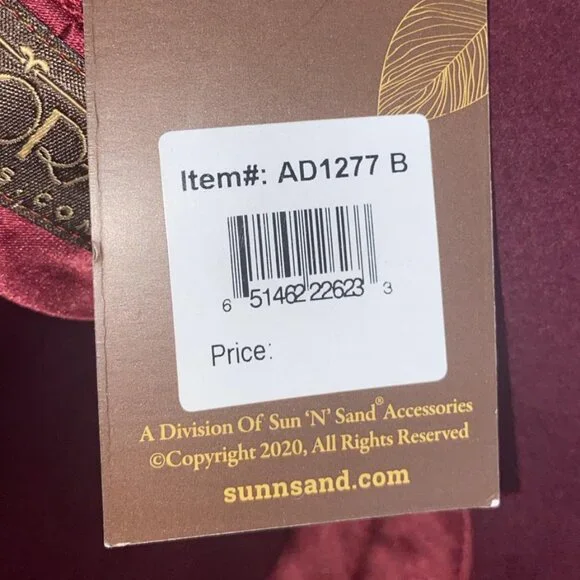 Item#: AD1277 B
6 51462 22623 3
Price:
A Division Of Sun 'N' Sand® Accessories
©Copyright 2020, All Rights Reserved
sunnsand.com